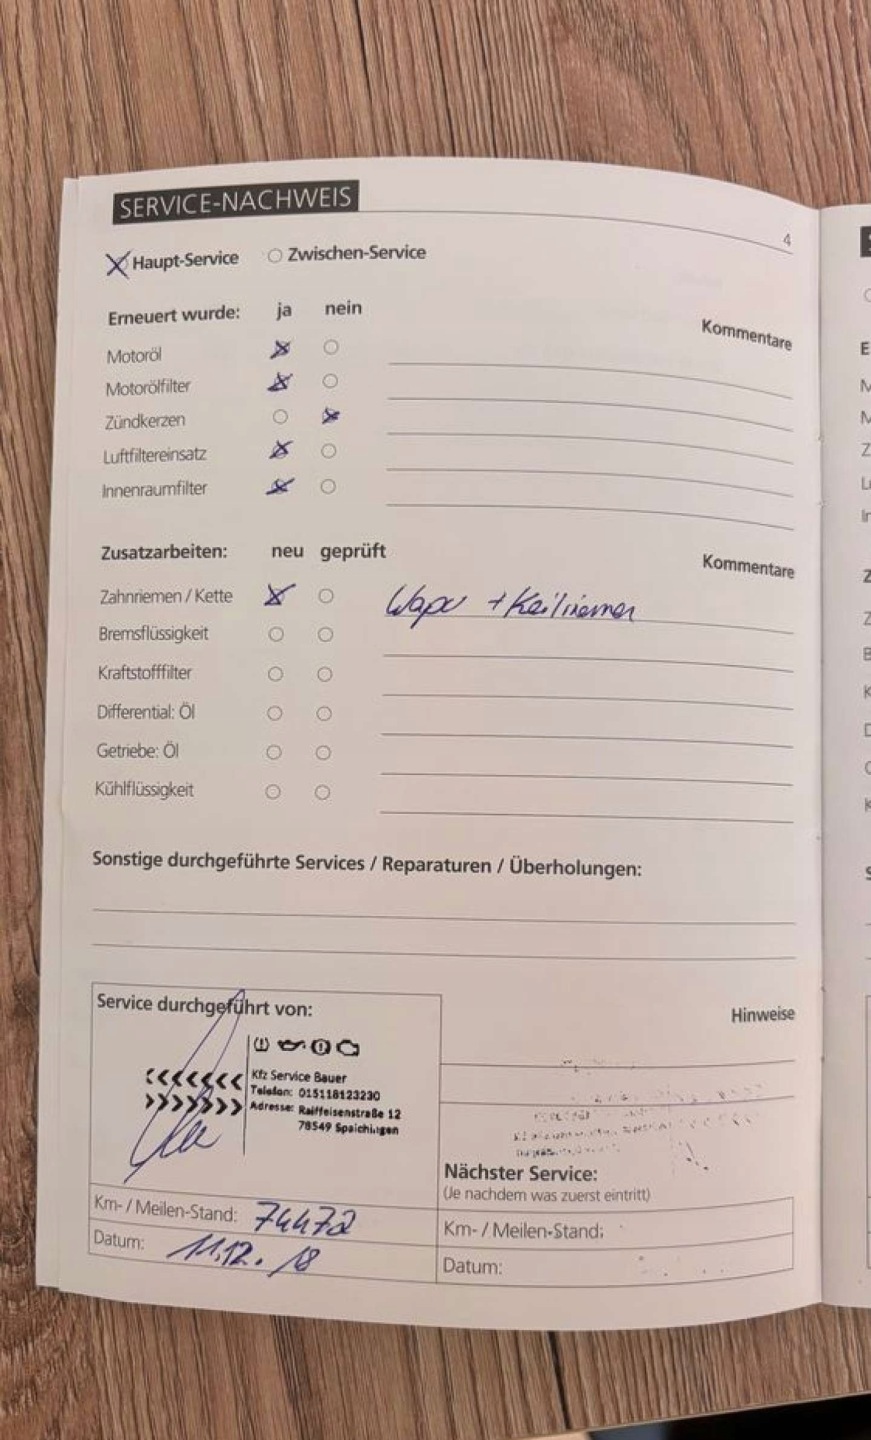 SERVICE-NACHWEIS
4
Haupt-Service Zwischen-Service
Erneuert wurde: ja nein
Kommentare
Motoröl
Motorölfilter
Zündkerzen
Luftfiltereinsatz
Innenraumfilter
Zusatzarbeiten: neu geprüft
Kommentare
Zahnriemen / Kette Wapu + Keilriemen
Bremsflüssigkeit
Kraftstofffilter
Differential: Öl
Getriebe: Öl
Kühlflüssigkeit
Sonstige durchgeführte Services / Reparaturen / Überholungen:
Service durchgeführt von:
Kfz Service Bauer
Telefon: 015118123230
Adresse: Raiffeisenstraße 12
78549 Spaichingen
Km- / Meilen-Stand: 74472
Datum: 11.12.18
Hinweise
Nächster Service:
(Je nachdem was zuerst eintritt)
Km- / Meilen-Stand:
Datum: